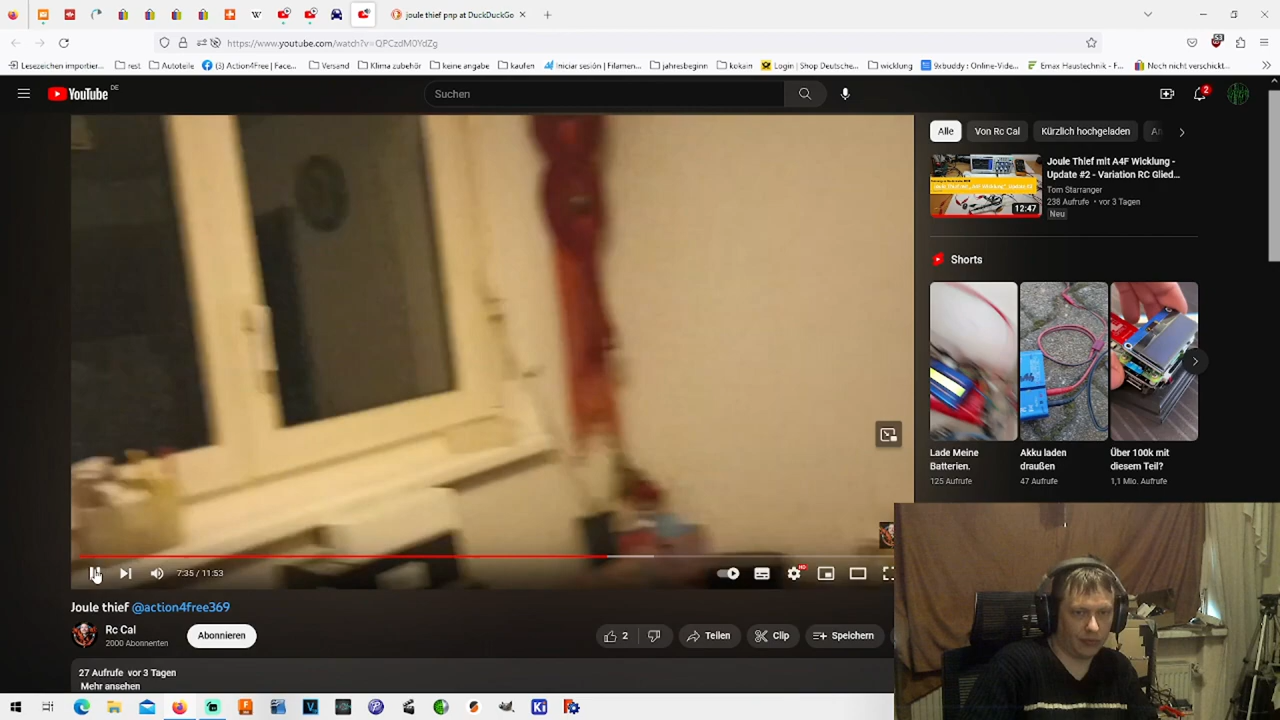 joule thief pnp at DuckDuckGo
https://www.youtube.com/watch?v=QPCzdM0YdZg
53
Lesezeichen importier...
rest
Autoteile
(3) Action4Free | Face...
Versand
Klima zubehör
keine angabe
kaufen
Iniciar sesión | Filamen...
jahresbeginn
kokain
Login | Shop Deutsche...
wicklung
9xbuddy : Online-Vide...
Emax Haustechnik - F...
Noch nicht verschickt...
YouTube DE
Suchen
2
Alle
Von Rc Cal
Kürzlich hochgeladen
Joule Thief mit A4F Wicklung -
Update #2 - Variation RC Glied...
Tom Starranger
238 Aufrufe • vor 3 Tagen
Neu
12:47
Shorts
Lade Meine
Batterien.
125 Aufrufe
Akku laden
draußen
47 Aufrufe
Über 100k mit
diesem Teil?
1,1 Mio. Aufrufe
7:35 / 11:53
HD
Joule thief @action4free369
Rc Cal
2000 Abonnenten
Abonnieren
2
Teilen
Clip
Speichern
27 Aufrufe vor 3 Tagen
Mehr ansehen